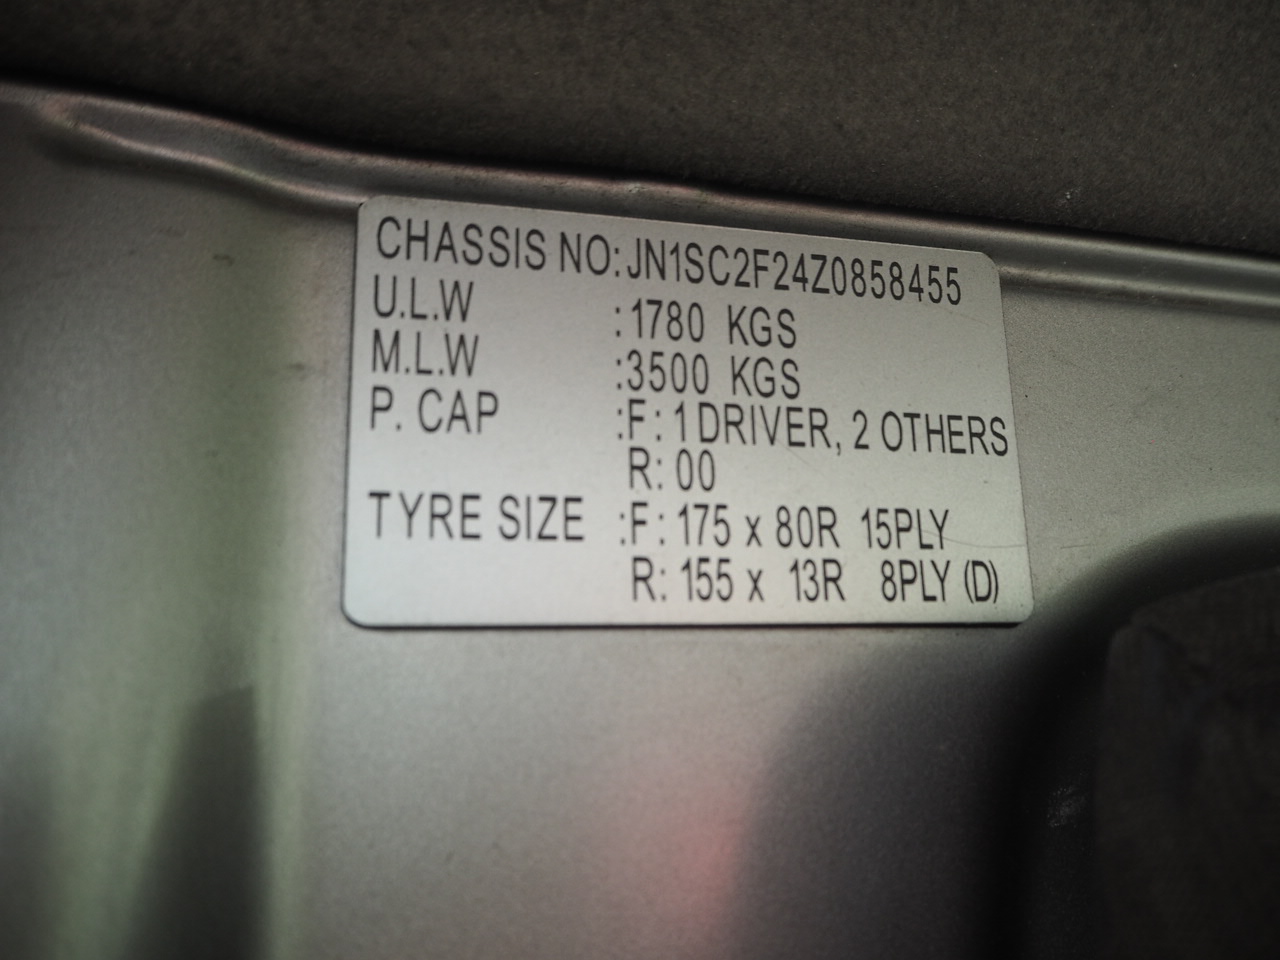 CHASSIS NO: JN1SC2F24Z0858455
U.L.W : 1780 KGS
M.L.W : 3500 KGS
P. CAP : F : 1 DRIVER, 2 OTHERS
R: 00
TYRE SIZE : F : 175 x 80R 15PLY
R: 155 x 13R 8PLY (D)